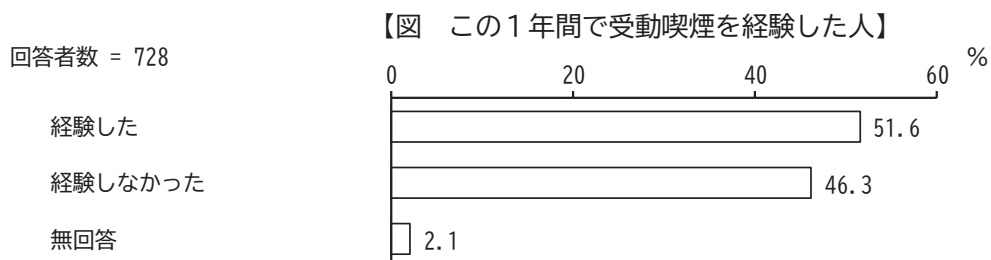 【図　この１年間で受動喫煙を経験した人】
回答者数 = 728
0 20 40 60 %
経験した 51.6
経験しなかった 46.3
無回答 2.1